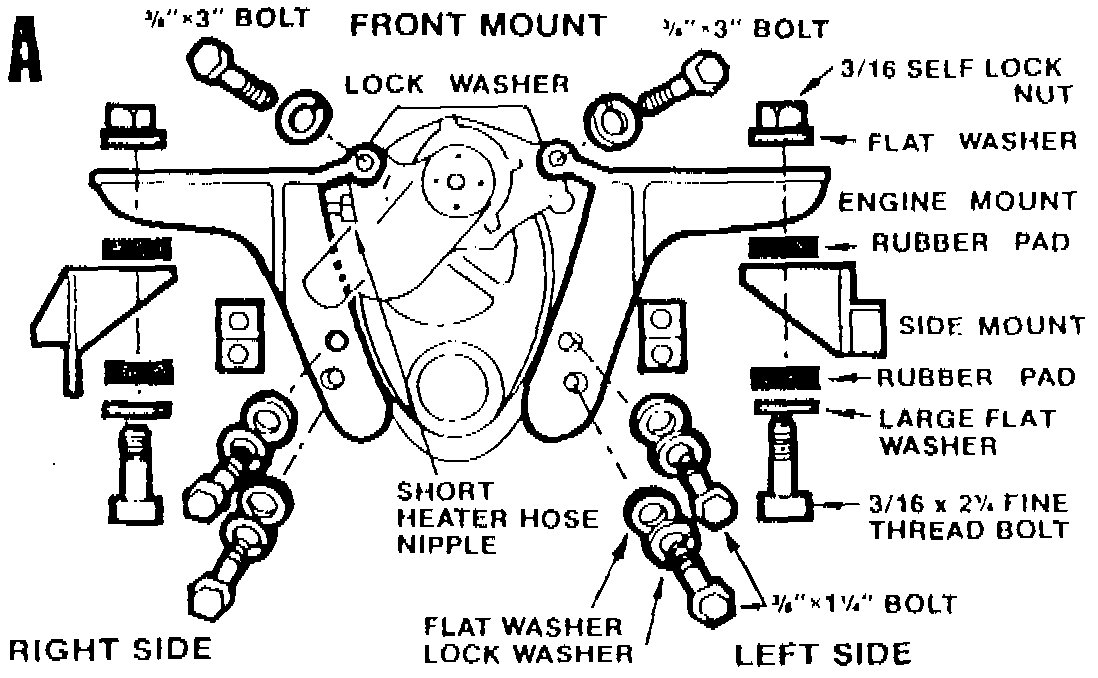 A
3/8"×3" BOLT
FRONT MOUNT
3/8"×3" BOLT
LOCK WASHER
3/16 SELF LOCK
NUT
FLAT WASHER
ENGINE MOUNT
RUBBER PAD
SIDE MOUNT
RUBBER PAD
LARGE FLAT
WASHER
SHORT
HEATER HOSE
NIPPLE
3/16 x 2¼ FINE
THREAD BOLT
3/8"×1¼" BOLT
FLAT WASHER
LOCK WASHER
RIGHT SIDE
LEFT SIDE